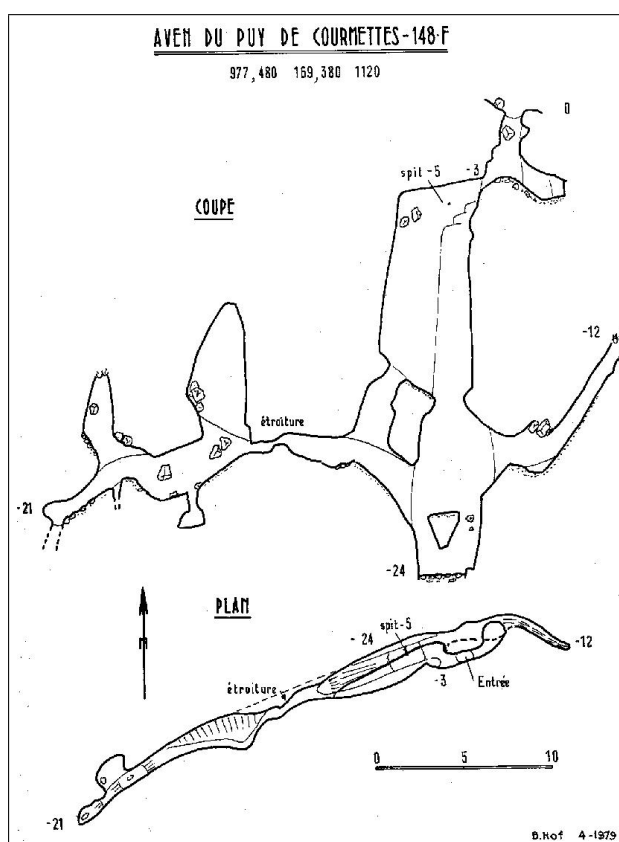 AVEN DU PUY DE COURMETTES-148·F
977,480 169,380 1120
0
-3
spit -5
COUPE
-12
étroiture
-21
-24
PLAN
N
spit-5
-24
-12
étroiture
-3
Entrée
0 5 10
-21
B.Hof 4-1979